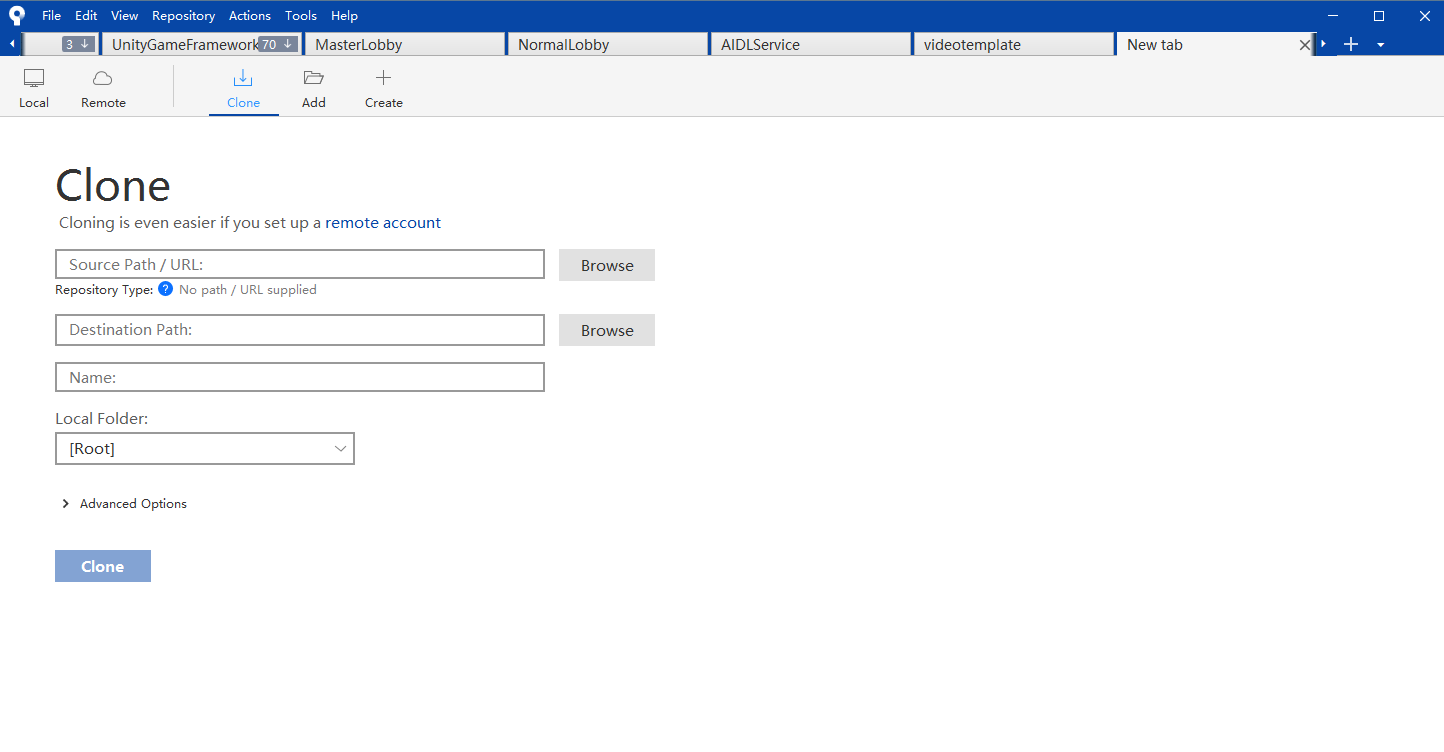 File Edit View Repository Actions Tools Help
3 UnityGameFramework 70 MasterLobby NormalLobby AIDLService videotemplate New tab
Local Remote Clone Add Create
Clone
Cloning is even easier if you set up a remote account
Source Path / URL: Browse
Repository Type: ? No path / URL supplied
Destination Path: Browse
Name:
Local Folder:
[Root]
Advanced Options
Clone